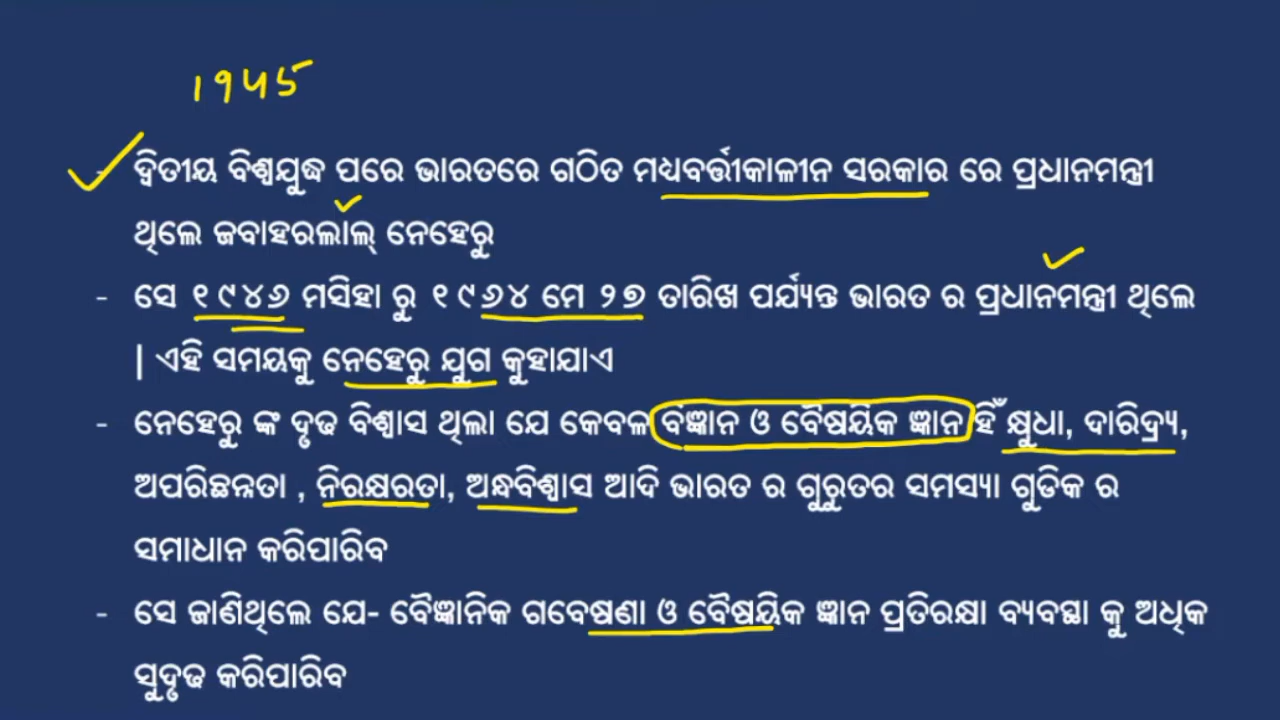 1945
- ଦ୍ୱିତୀୟ ବିଶ୍ୱଯୁଦ୍ଧ ପରେ ଭାରତରେ ଗଠିତ ମଧ୍ୟବର୍ତ୍ତୀକାଳୀନ ସରକାର ରେ ପ୍ରଧାନମନ୍ତ୍ରୀ
ଥିଲେ ଜବାହରଲାଲ୍ ନେହେରୁ
- ସେ ୧୯୪୬ ମସିହା ରୁ ୧୯୬୪ ମେ ୨୭ ତାରିଖ ପର୍ଯ୍ୟନ୍ତ ଭାରତ ର ପ୍ରଧାନମନ୍ତ୍ରୀ ଥିଲେ
| ଏହି ସମୟକୁ ନେହେରୁ ଯୁଗ କୁହାଯାଏ
- ନେହେରୁ ଙ୍କ ଦୃଢ ବିଶ୍ୱାସ ଥିଲା ଯେ କେବଳ ବିଜ୍ଞାନ ଓ ବୈଷୟିକ ଜ୍ଞାନ ହିଁ କ୍ଷୁଧା, ଦାରିଦ୍ର୍ୟ,
ଅପରିଛନ୍ନତା , ନିରକ୍ଷରତା, ଅନ୍ଧବିଶ୍ୱାସ ଆଦି ଭାରତ ର ଗୁରୁତର ସମସ୍ୟା ଗୁଡିକ ର
ସମାଧାନ କରିପାରିବ
- ସେ ଜାଣିଥିଲେ ଯେ- ବୈଜ୍ଞାନିକ ଗବେଷଣା ଓ ବୈଷୟିକ ଜ୍ଞାନ ପ୍ରତିରକ୍ଷା ବ୍ୟବସ୍ଥା କୁ ଅଧିକ
ସୁଦୃଢ କରିପାରିବ